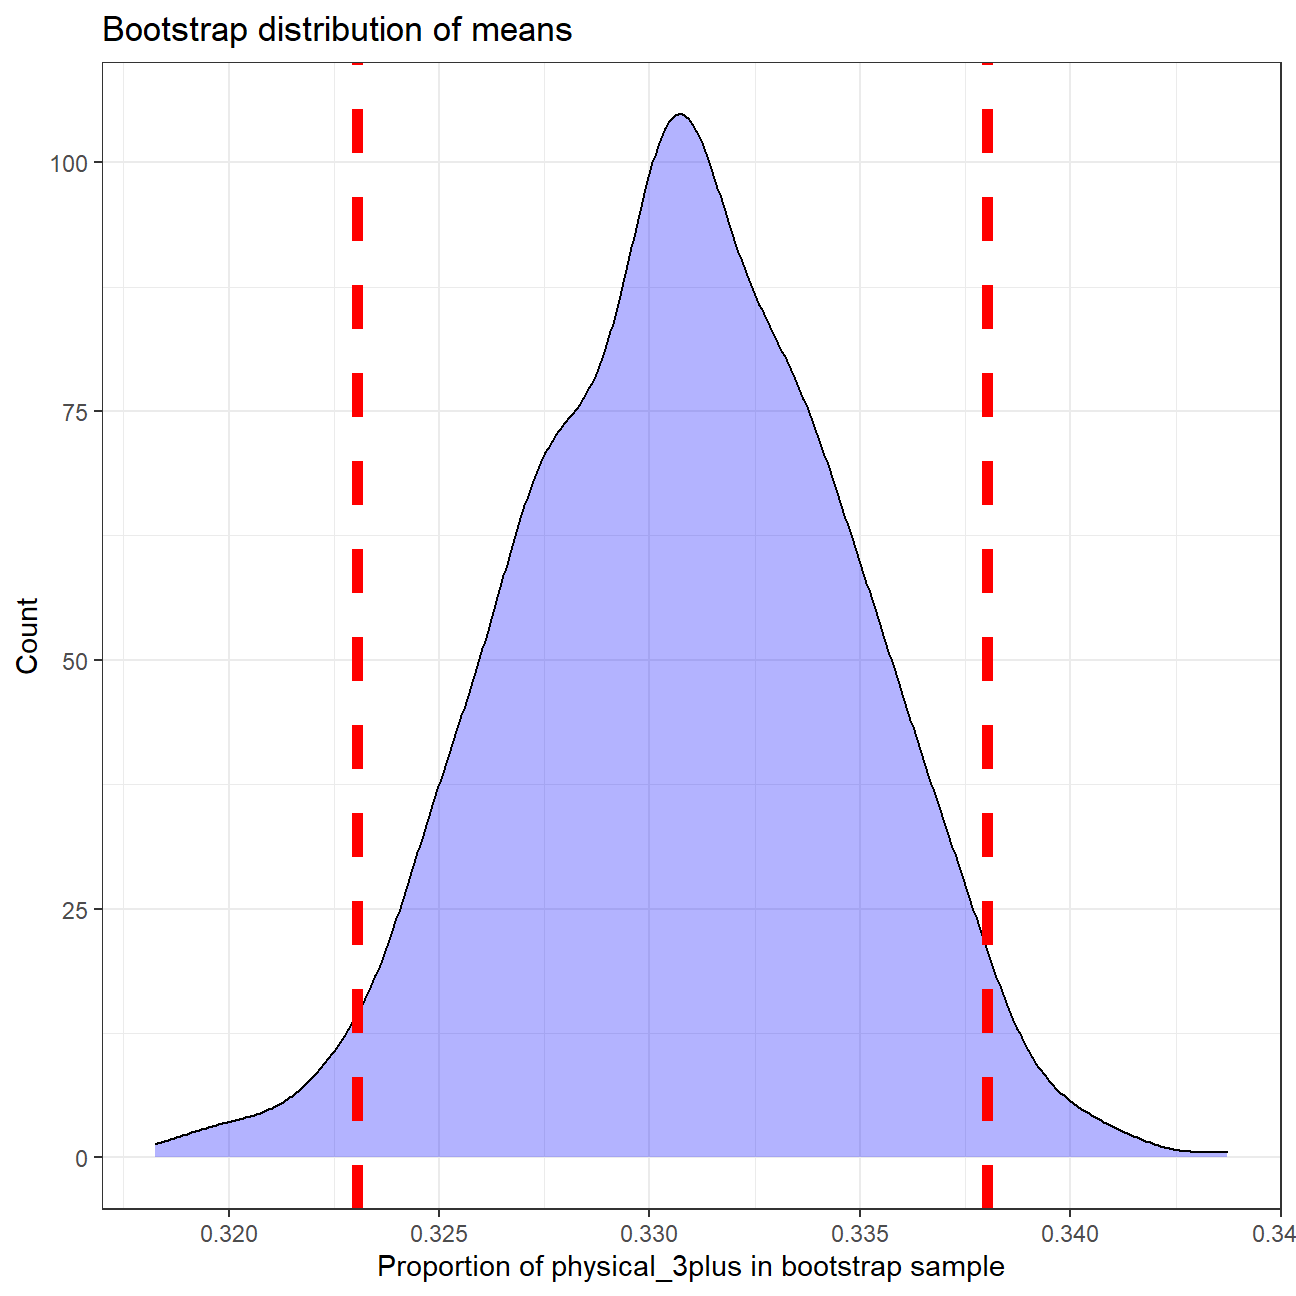 Bootstrap distribution of means
100
75
50
25
0
Count
0.320 0.325 0.330 0.335 0.340 0.34
Proportion of physical_3plus in bootstrap sample